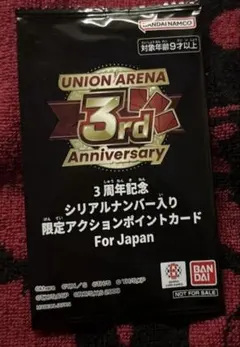 BANDAI NAMCO
対象年齢9才以上
UNION ARENA
3rd
Anniversary
3周年記念
シリアルナンバー入り
限定アクションポイントカード
For Japan
BAN
DAI
NOT FOR SALE